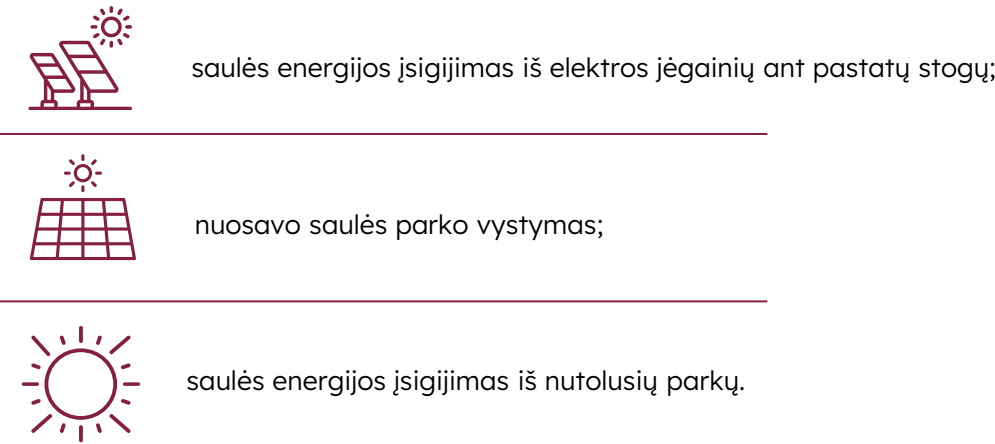 saulės energijos įsigijimas iš elektros jėgainių ant pastatų stogų;
nuosavo saulės parko vystymas;
saulės energijos įsigijimas iš nutolusių parkų.